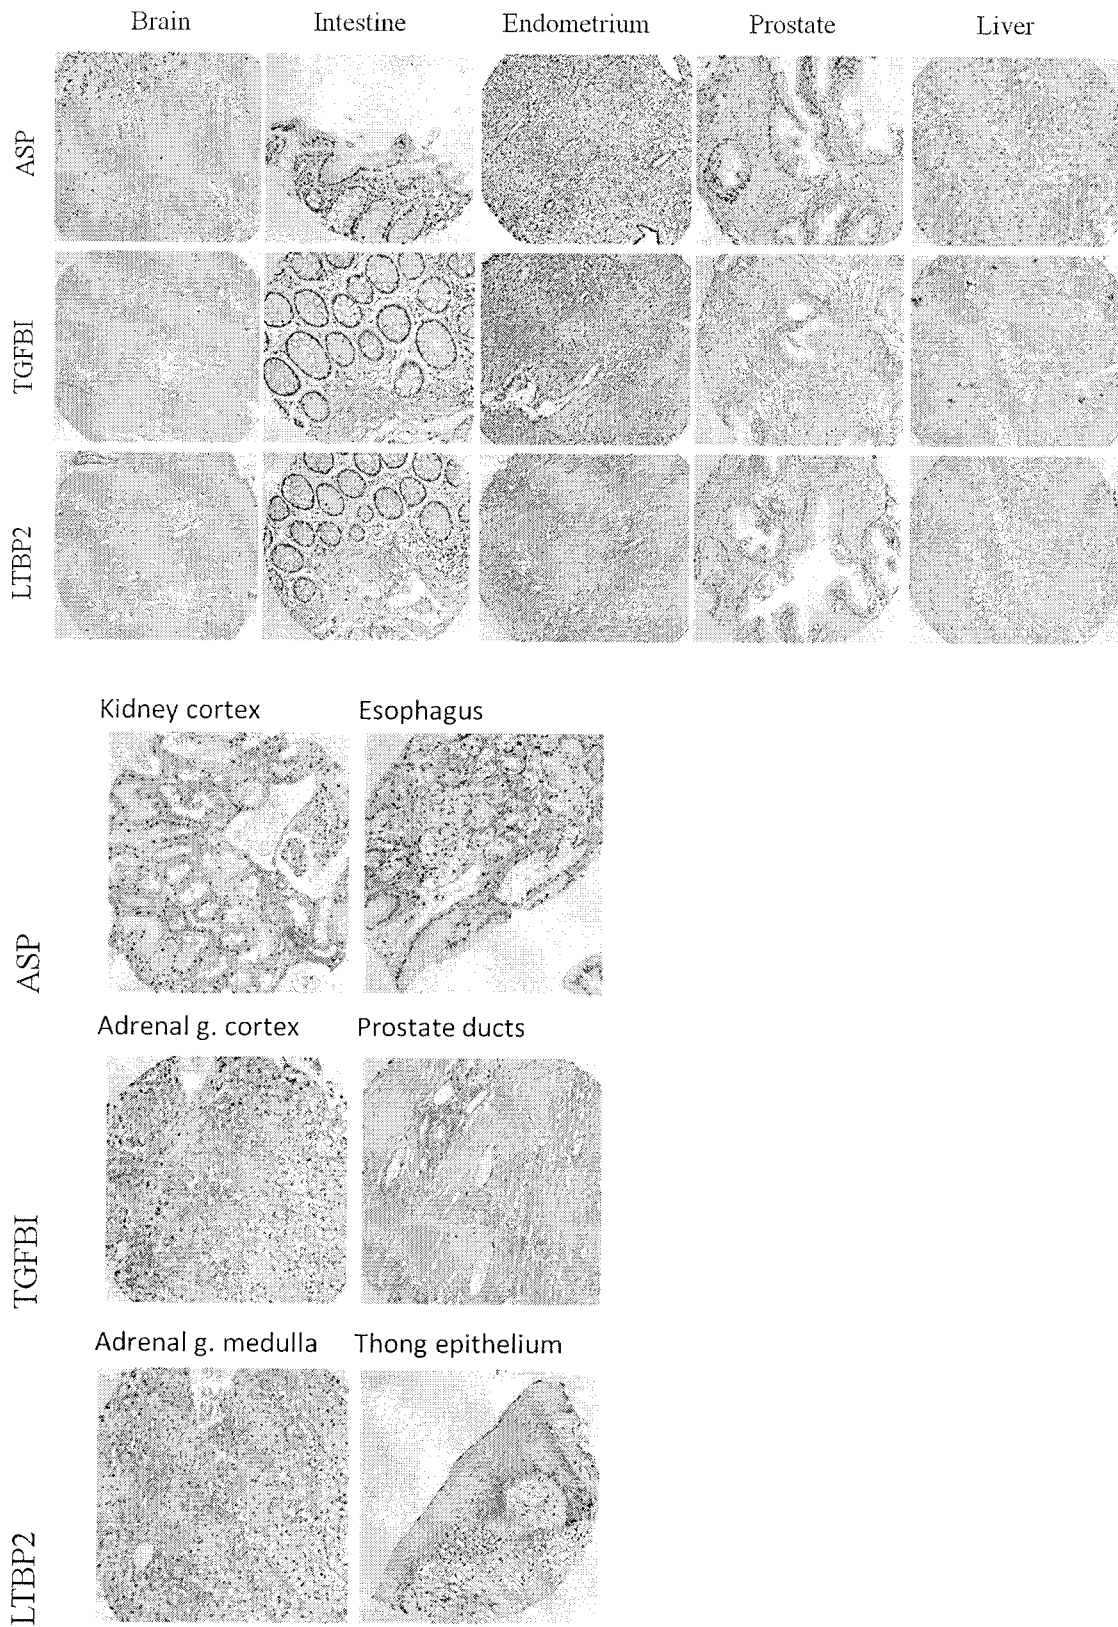 Brain Intestine Endometrium Prostate Liver
ASP
TGFBI
LTBP2
Kidney cortex Esophagus
ASP
Adrenal g. cortex Prostate ducts
TGFBI
Adrenal g. medulla Thong epithelium
LTBP2